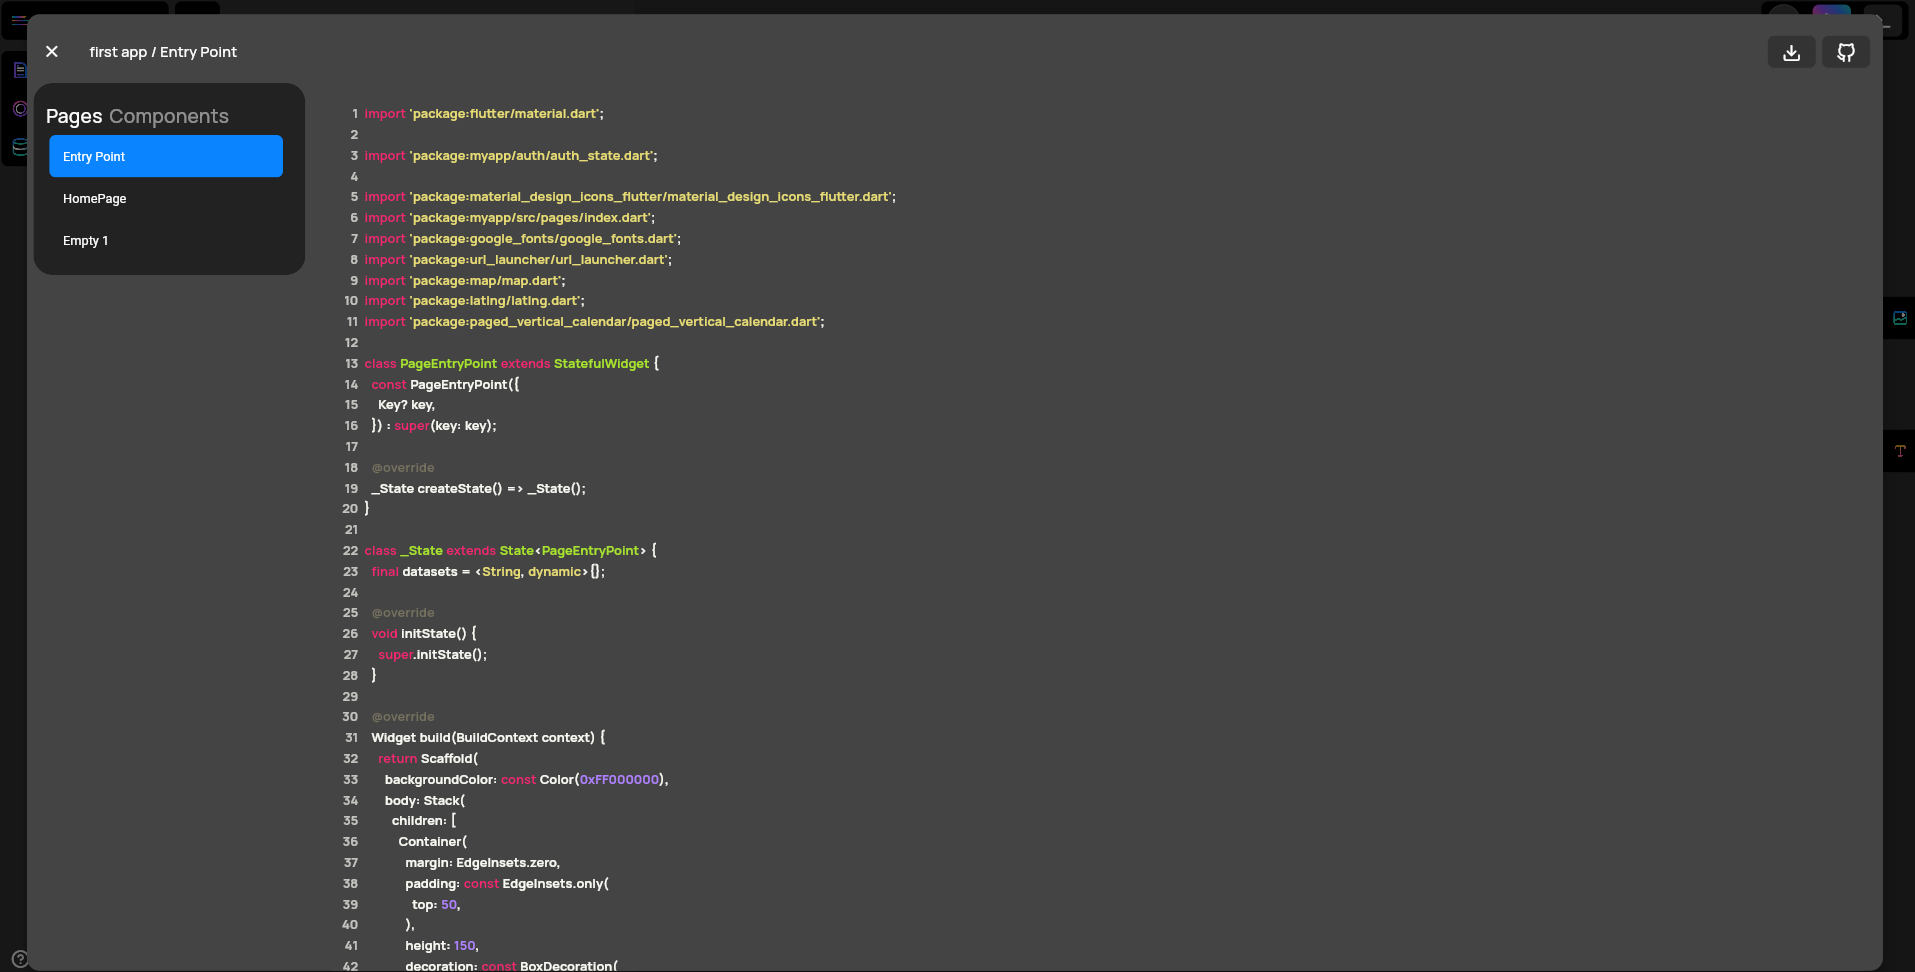 first app / Entry Point
Pages Components
Entry Point
HomePage
Empty 1
1 import 'package:flutter/material.dart';
2
3 import 'package:myapp/auth/auth_state.dart';
4
5 import 'package:material_design_icons_flutter/material_design_icons_flutter.dart';
6 import 'package:myapp/src/pages/index.dart';
7 import 'package:google_fonts/google_fonts.dart';
8 import 'package:url_launcher/url_launcher.dart';
9 import 'package:map/map.dart';
10 import 'package:latlng/latlng.dart';
11 import 'package:paged_vertical_calendar/paged_vertical_calendar.dart';
12
13 class PageEntryPoint extends StatefulWidget {
14 const PageEntryPoint({
15 Key? key,
16 }) : super(key: key);
17
18 @override
19 _State createState() => _State();
20 }
21
22 class _State extends State<PageEntryPoint> {
23 final datasets = <String, dynamic>{};
24
25 @override
26 void initState() {
27 super.initState();
28 }
29
30 @override
31 Widget build(BuildContext context) {
32 return Scaffold(
33 backgroundColor: const Color(0xFF000000),
34 body: Stack(
35 children: [
36 Container(
37 margin: EdgeInsets.zero,
38 padding: const EdgeInsets.only(
39 top: 50,
40 ),
41 height: 150,
42 decoration: const BoxDecoration(